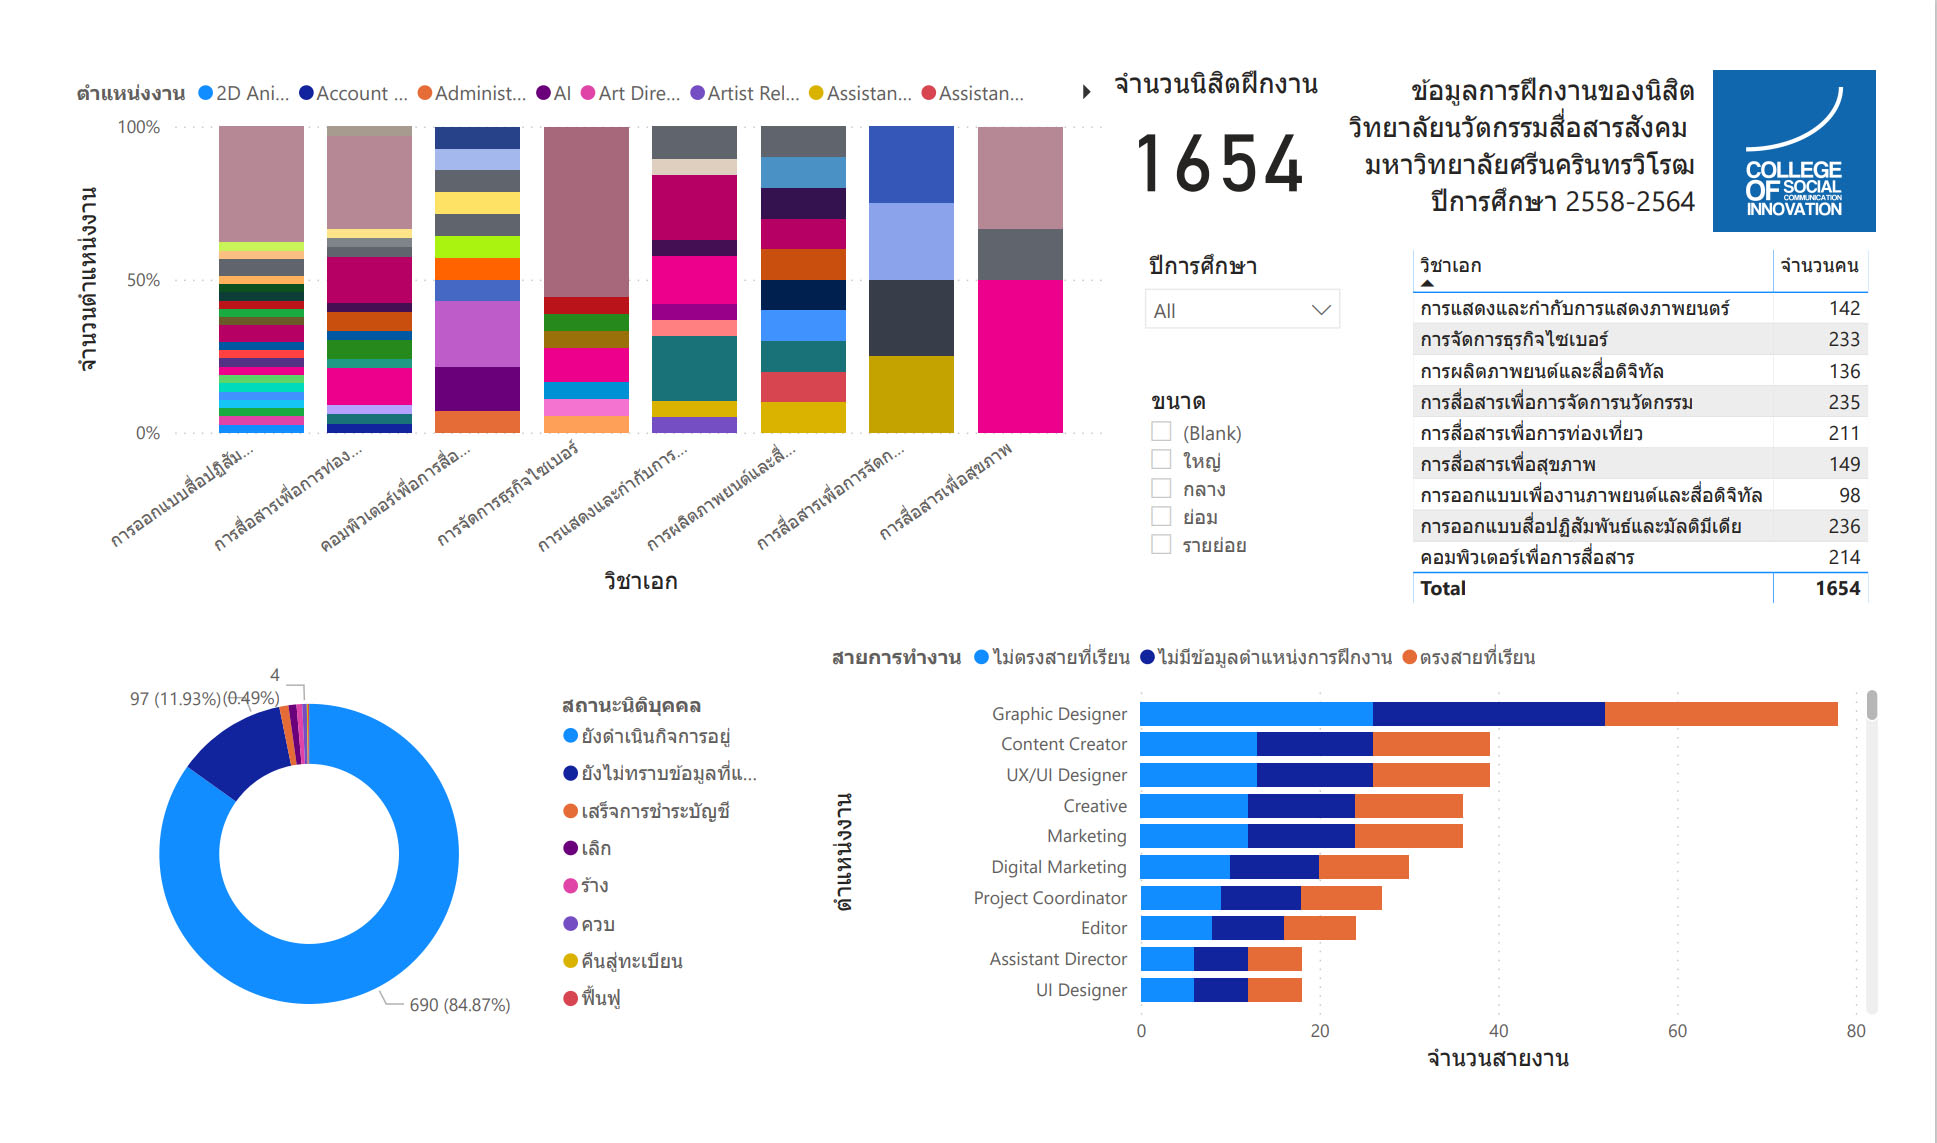 ตำแหน่งงาน 2D Ani... Account ... Administ... AI Art Dire... Artist Rel... Assistan... Assistan...
100%
50%
0%
จำนวนตำแหน่งงาน
การออกแบบสื่อปฏิสัม...
การสื่อสารเพื่อการท่อง...
คอมพิวเตอร์เพื่อการสื่อ...
การจัดการธุรกิจไซเบอร์
การแสดงและกำกับการ...
การผลิตภาพยนต์และสื่...
การสื่อสารเพื่อการจัดก...
การสื่อสารเพื่อสุขภาพ
วิชาเอก
จำนวนนิสิตฝึกงาน
1654
ข้อมูลการฝึกงานของนิสิต
วิทยาลัยนวัตกรรมสื่อสารสังคม
มหาวิทยาลัยศรีนครินทรวิโรฒ
ปีการศึกษา 2558-2564
COLLEGE
OF SOCIAL
COMMUNICATION
INNOVATION
ปีการศึกษา
All
ขนาด
(Blank)
ใหญ่
กลาง
ย่อม
รายย่อย
วิชาเอก จำนวนคน
การแสดงและกำกับการแสดงภาพยนตร์ 142
การจัดการธุรกิจไซเบอร์ 233
การผลิตภาพยนต์และสื่อดิจิทัล 136
การสื่อสารเพื่อการจัดการนวัตกรรม 235
การสื่อสารเพื่อการท่องเที่ยว 211
การสื่อสารเพื่อสุขภาพ 149
การออกแบบเพื่องานภาพยนต์และสื่อดิจิทัล 98
การออกแบบสื่อปฏิสัมพันธ์และมัลติมีเดีย 236
คอมพิวเตอร์เพื่อการสื่อสาร 214
Total 1654
4
(0.49%)
97 (11.93%)
690 (84.87%)
สถานะนิติบุคคล
ยังดำเนินกิจการอยู่
ยังไม่ทราบข้อมูลที่แ...
เสร็จการชำระบัญชี
เลิก
ร้าง
ควบ
คืนสู่ทะเบียน
ฟื้นฟู
สายการทำงาน ไม่ตรงสายที่เรียน ไม่มีข้อมูลตำแหน่งการฝึกงาน ตรงสายที่เรียน
ตำแหน่งงาน
Graphic Designer
Content Creator
UX/UI Designer
Creative
Marketing
Digital Marketing
Project Coordinator
Editor
Assistant Director
UI Designer
0 20 40 60 80
จำนวนสายงาน